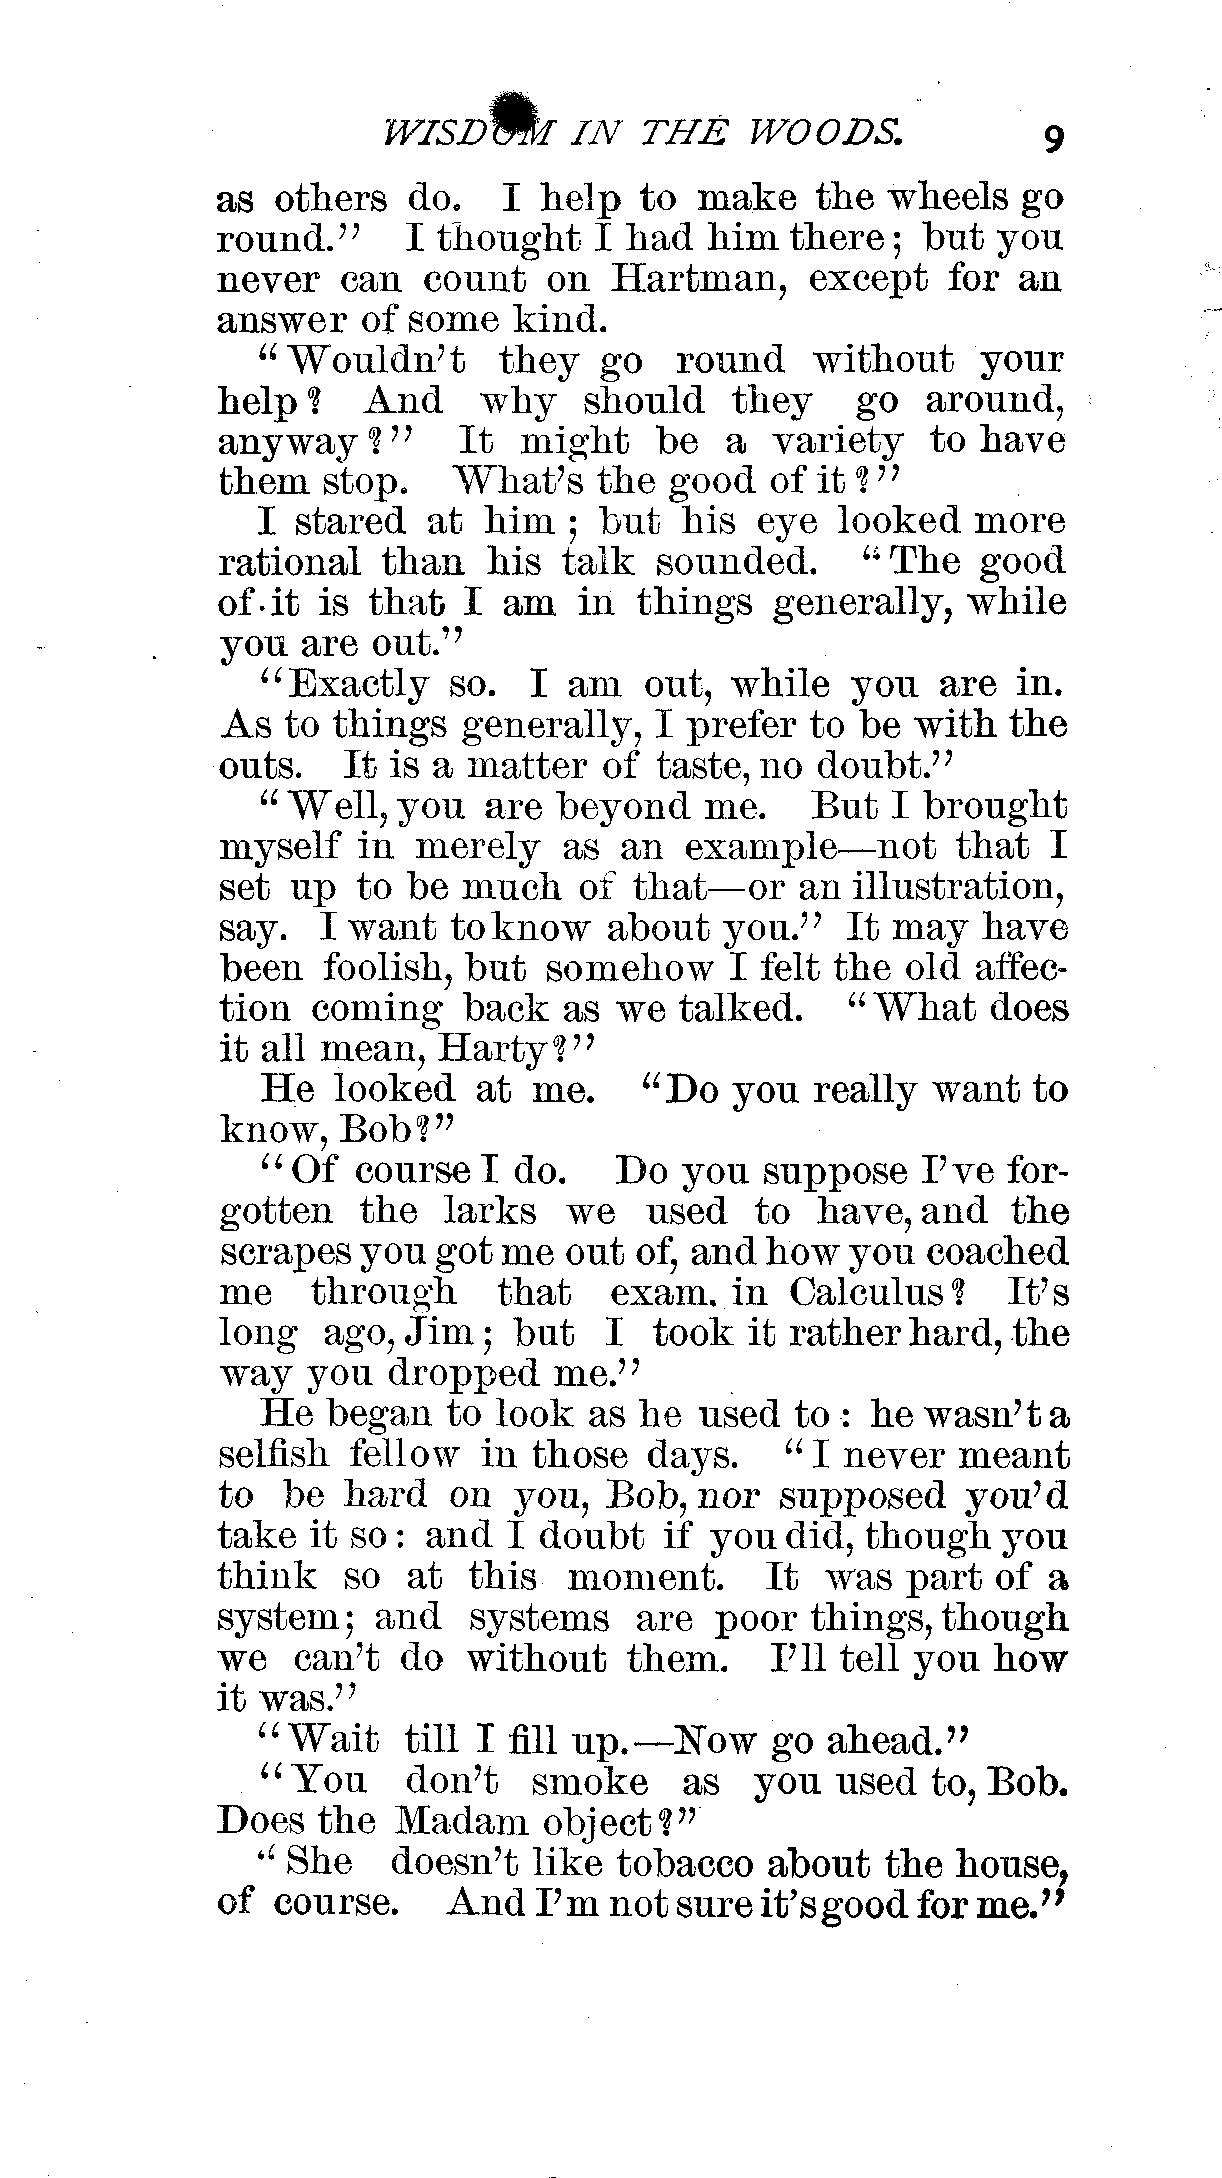 WISDOM IN THE WOODS. 9
as others do. I help to make the wheels go
round." I thought I had him there; but you
never can count on Hartman, except for an
answer of some kind.
"Wouldn't they go round without your
help? And why should they go around,
anyway?" It might be a variety to have
them stop. What's the good of it?"
I stared at him; but his eye looked more
rational than his talk sounded. "The good
of it is that I am in things generally, while
you are out."
"Exactly so. I am out, while you are in.
As to things generally, I prefer to be with the
outs. It is a matter of taste, no doubt."
"Well, you are beyond me. But I brought
myself in merely as an example—not that I
set up to be much of that—or an illustration,
say. I want to know about you." It may have
been foolish, but somehow I felt the old affec-
tion coming back as we talked. "What does
it all mean, Harty?"
He looked at me. "Do you really want to
know, Bob?"
"Of course I do. Do you suppose I've for-
gotten the larks we used to have, and the
scrapes you got me out of, and how you coached
me through that exam. in Calculus? It's
long ago, Jim; but I took it rather hard, the
way you dropped me."
He began to look as he used to: he wasn't a
selfish fellow in those days. "I never meant
to be hard on you, Bob, nor supposed you'd
take it so: and I doubt if you did, though you
think so at this moment. It was part of a
system; and systems are poor things, though
we can't do without them. I'll tell you how
it was."
"Wait till I fill up.—Now go ahead."
"You don't smoke as you used to, Bob.
Does the Madam object?"
"She doesn't like tobacco about the house,
of course. And I'm not sure it's good for me."